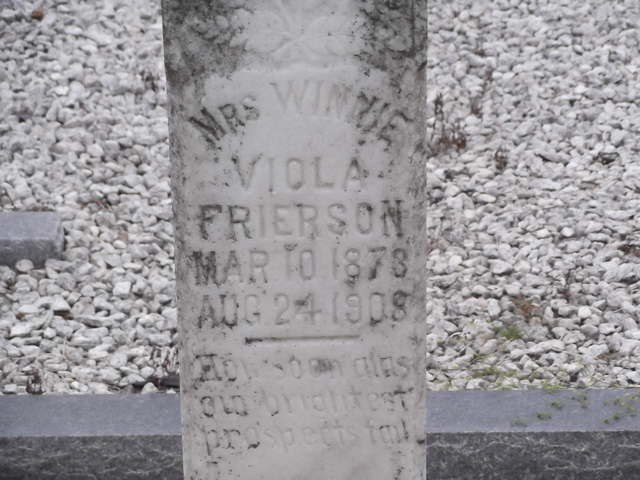 MRS WINNIE
VIOLA
FRIERSON
MAR 10 1873
AUG 24 1908
How soon alas
our brightest
prospects fail